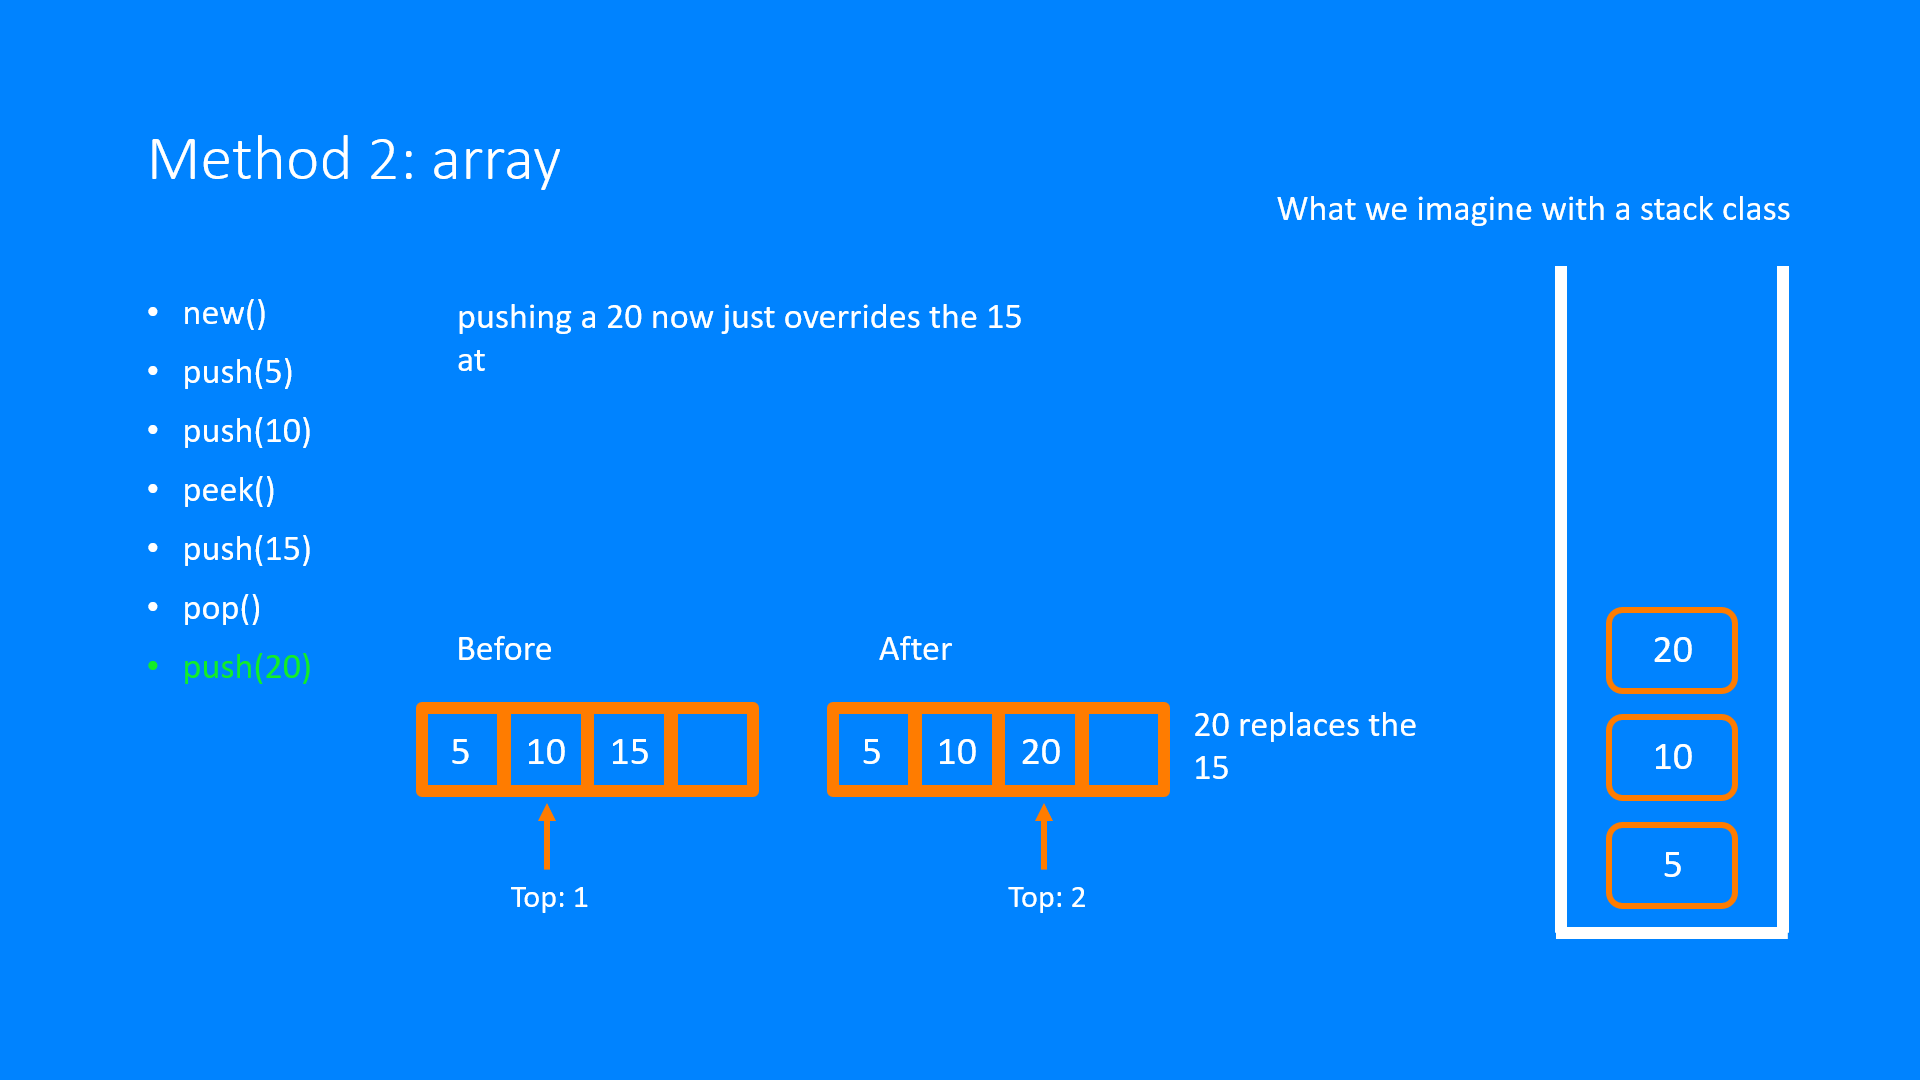 Method 2: array
What we imagine with a stack class
• new()
• push(5)
• push(10)
• peek()
• push(15)
• pop()
• push(20)
pushing a 20 now just overrides the 15
at
Before
5 10 15
Top: 1
After
5 10 20
Top: 2
20 replaces the
15
20
10
5